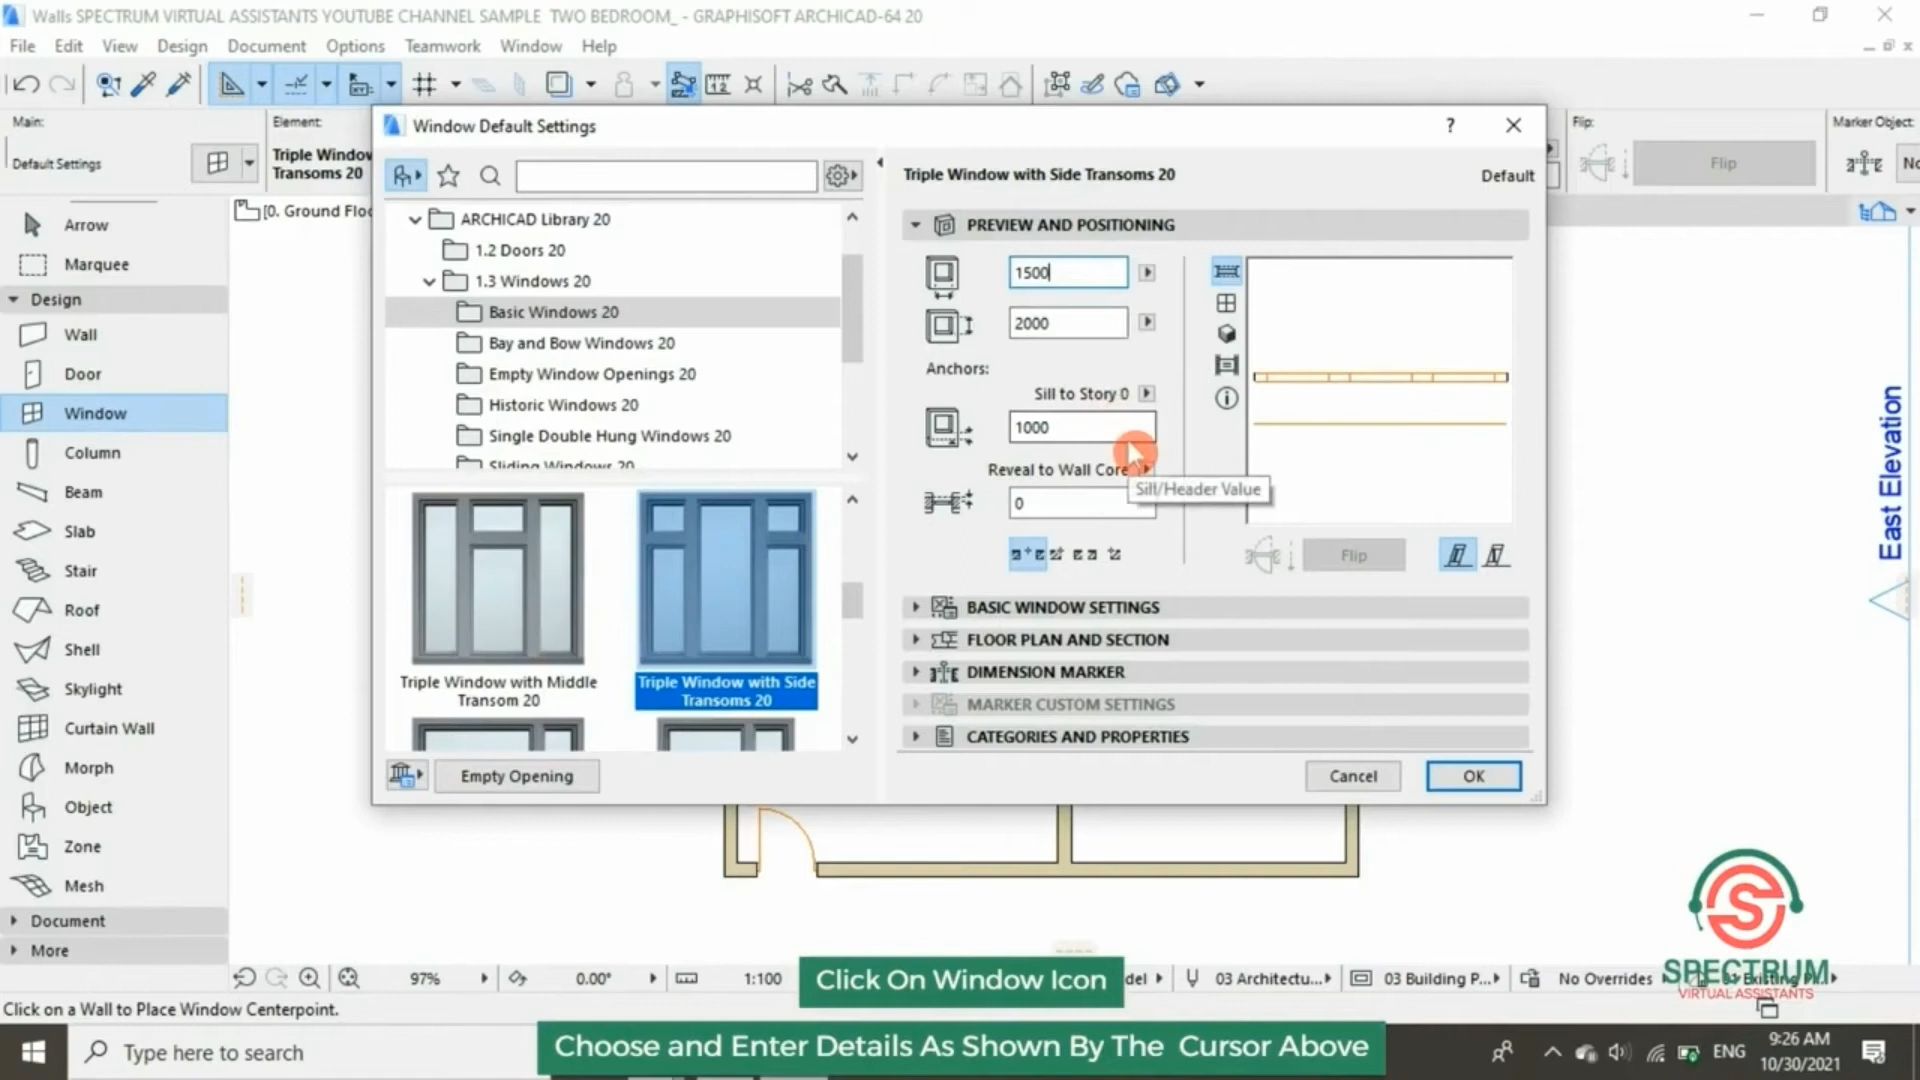 Walls SPECTRUM VIRTUAL ASSISTANTS YOUTUBE CHANNEL SAMPLE TWO BEDROOM_ - GRAPHISOFT ARCHICAD-64 20
File Edit View Design Document Options Teamwork Window Help
Main:
Default Settings
Element:
Triple Window
Transoms 20
Flip:
Flip
Marker Object:
No
[0. Ground Floo
Arrow
Marquee
Design
Wall
Door
Window
Column
Beam
Slab
Stair
Roof
Shell
Skylight
Curtain Wall
Morph
Object
Zone
Mesh
Document
More
Window Default Settings
?
ARCHICAD Library 20
1.2 Doors 20
1.3 Windows 20
Basic Windows 20
Bay and Bow Windows 20
Empty Window Openings 20
Historic Windows 20
Single Double Hung Windows 20
Sliding Windows 20
Triple Window with Middle
Transom 20
Triple Window with Side
Transoms 20
Empty Opening
Triple Window with Side Transoms 20
Default
PREVIEW AND POSITIONING
1500
2000
Anchors:
Sill to Story 0
1000
Reveal to Wall Core
Sill/Header Value
0
Flip
BASIC WINDOW SETTINGS
FLOOR PLAN AND SECTION
DIMENSION MARKER
MARKER CUSTOM SETTINGS
CATEGORIES AND PROPERTIES
Cancel
OK
East Elevation
97%
0.00°
1:100
del
03 Architectu...
03 Building P...
No Overrides
Click On Window Icon
SPECTRUM
VIRTUAL ASSISTANTS
Click on a Wall to Place Window Centerpoint.
Choose and Enter Details As Shown By The Cursor Above
Type here to search
ENG
9:26 AM
10/30/2021